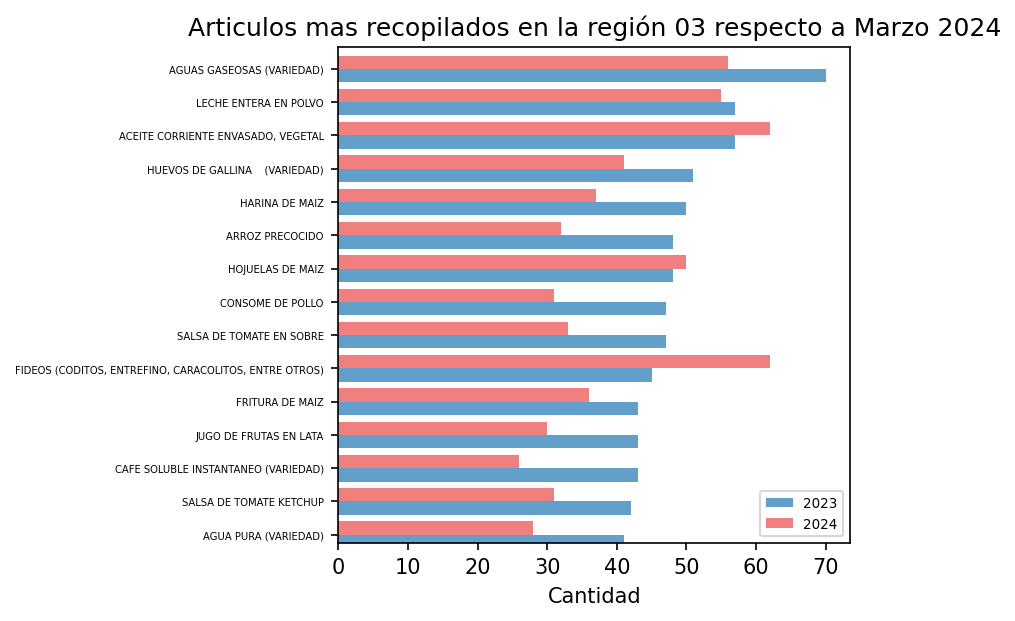 Articulos mas recopilados en la región 03 respecto a Marzo 2024
AGUAS GASEOSAS (VARIEDAD)
LECHE ENTERA EN POLVO
ACEITE CORRIENTE ENVASADO, VEGETAL
HUEVOS DE GALLINA    (VARIEDAD)
HARINA DE MAIZ
ARROZ PRECOCIDO
HOJUELAS DE MAIZ
CONSOME DE POLLO
SALSA DE TOMATE EN SOBRE
FIDEOS (CODITOS, ENTREFINO, CARACOLITOS, ENTRE OTROS)
FRITURA DE MAIZ
JUGO DE FRUTAS EN LATA
CAFE SOLUBLE INSTANTANEO (VARIEDAD)
SALSA DE TOMATE KETCHUP
AGUA PURA (VARIEDAD)
2023
2024
0 10 20 30 40 50 60 70
Cantidad